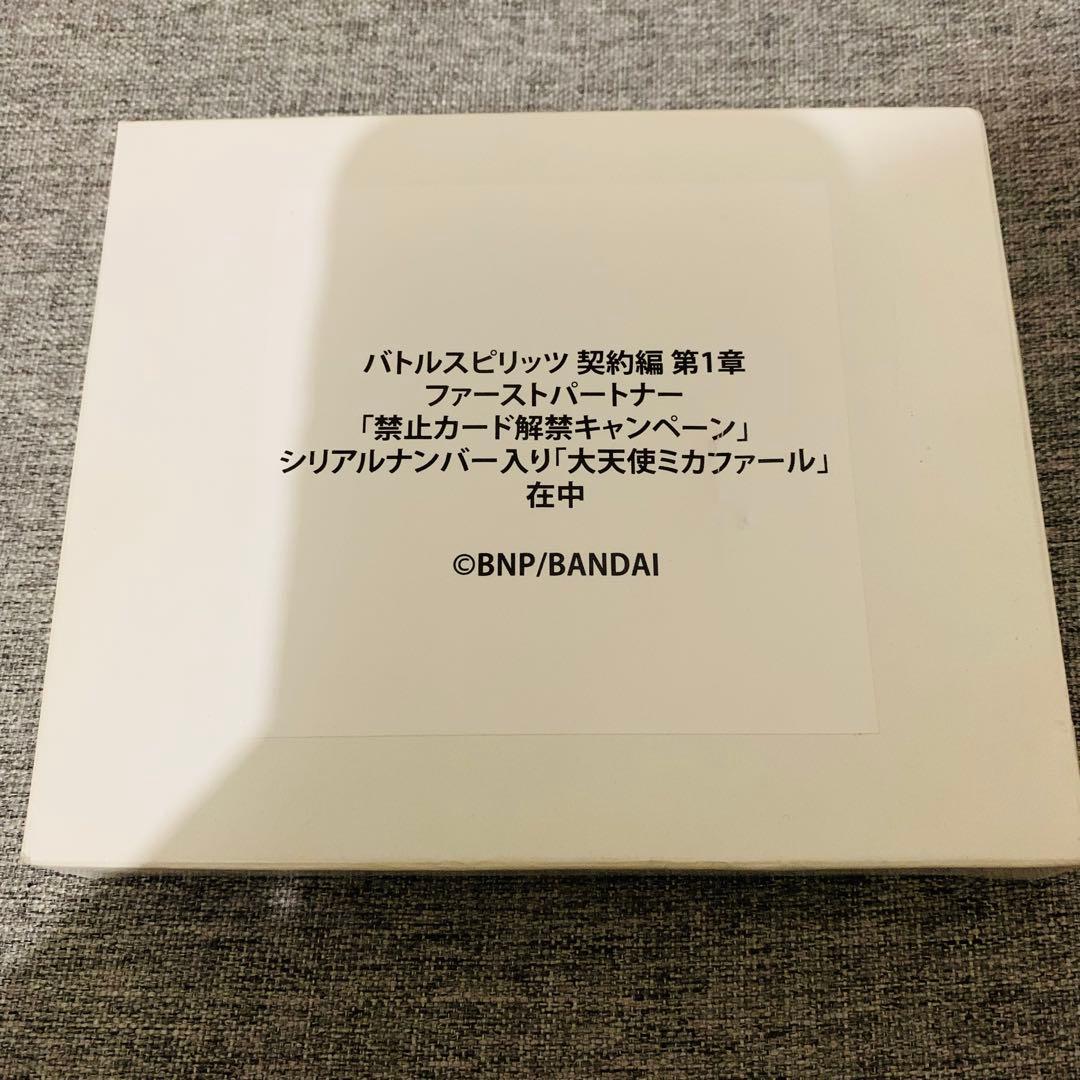 バトルスピリッツ 契約編 第1章
ファーストパートナー
「禁止カード解禁キャンペーン」
シリアルナンバー入り「大天使ミカファール」
在中
©BNP/BANDAI